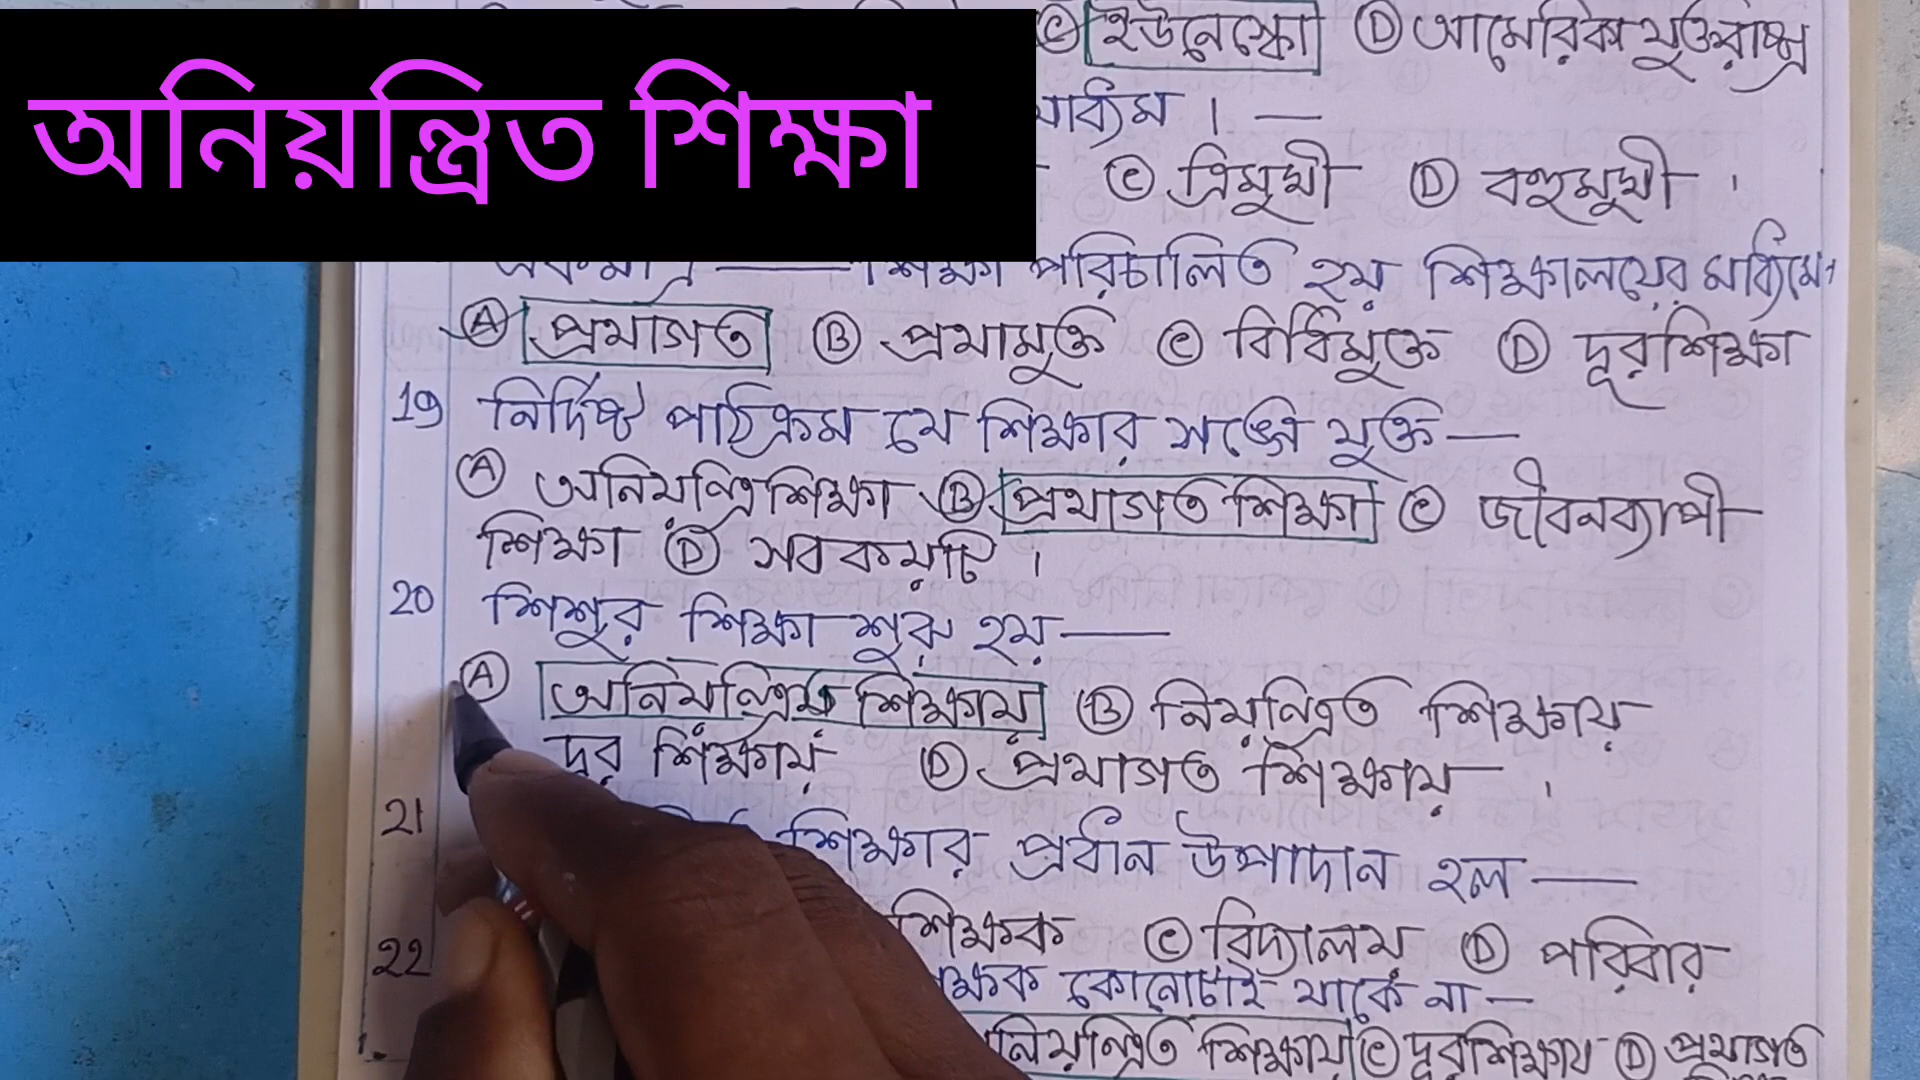 অনিয়ন্ত্রিত শিক্ষা
C ইউনেস্কো D আমেরিকা যুক্তরাষ্ট্র
মাধ্যম । —
C ত্রিমুখী D বহুমুখী ।
একমাত্র —— শিক্ষা পরিচালিত হয় শিক্ষালয়ের মাধ্যমে।
A প্রথাগত B প্রথামুক্ত C বিধিমুক্ত D দূরশিক্ষা
19 নির্দিষ্ট পাঠক্রম যে শিক্ষার সঙ্গে যুক্ত —
A অনিয়ন্ত্রিশিক্ষা B প্রথাগত শিক্ষা C জীবনব্যাপী
শিক্ষা D সবকয়টি ।
20 শিশুর শিক্ষা শুরু হয় ——
A অনিয়ন্ত্রিত শিক্ষায় B নিয়ন্ত্রিত শিক্ষায়
দূর শিক্ষায় D প্রথাগত শিক্ষায় ।
21 শিক্ষার প্রধান উপাদান হল ——
শিক্ষক C বিদ্যালয় D পরিবার
22 ক্ষক কোনোটাই থাকে না —
নিয়ন্ত্রিত শিক্ষায় C দূরশিক্ষায় D প্রথাগত